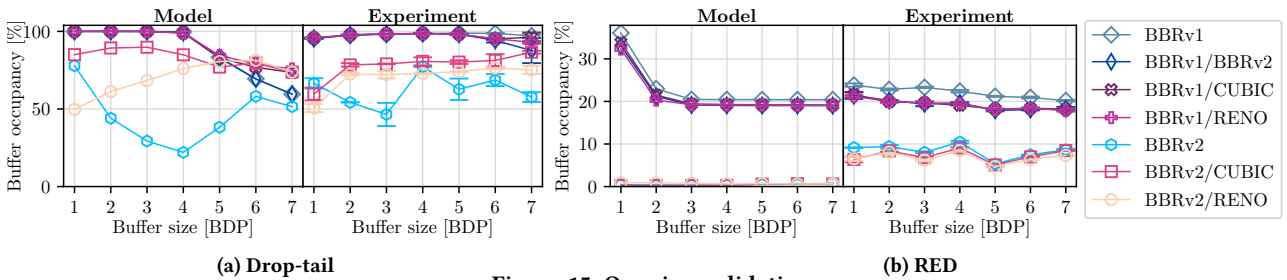 Model Experiment
Buffer occupancy [%]
100
50
0
1 2 3 4 5 6 7 1 2 3 4 5 6 7
Buffer size [BDP] Buffer size [BDP]
(a) Drop-tail
Model Experiment
Buffer occupancy [%]
30
20
10
0
1 2 3 4 5 6 7 1 2 3 4 5 6 7
Buffer size [BDP] Buffer size [BDP]
(b) RED
BBRv1
BBRv1/BBRv2
BBRv1/CUBIC
BBRv1/RENO
BBRv2
BBRv2/CUBIC
BBRv2/RENO